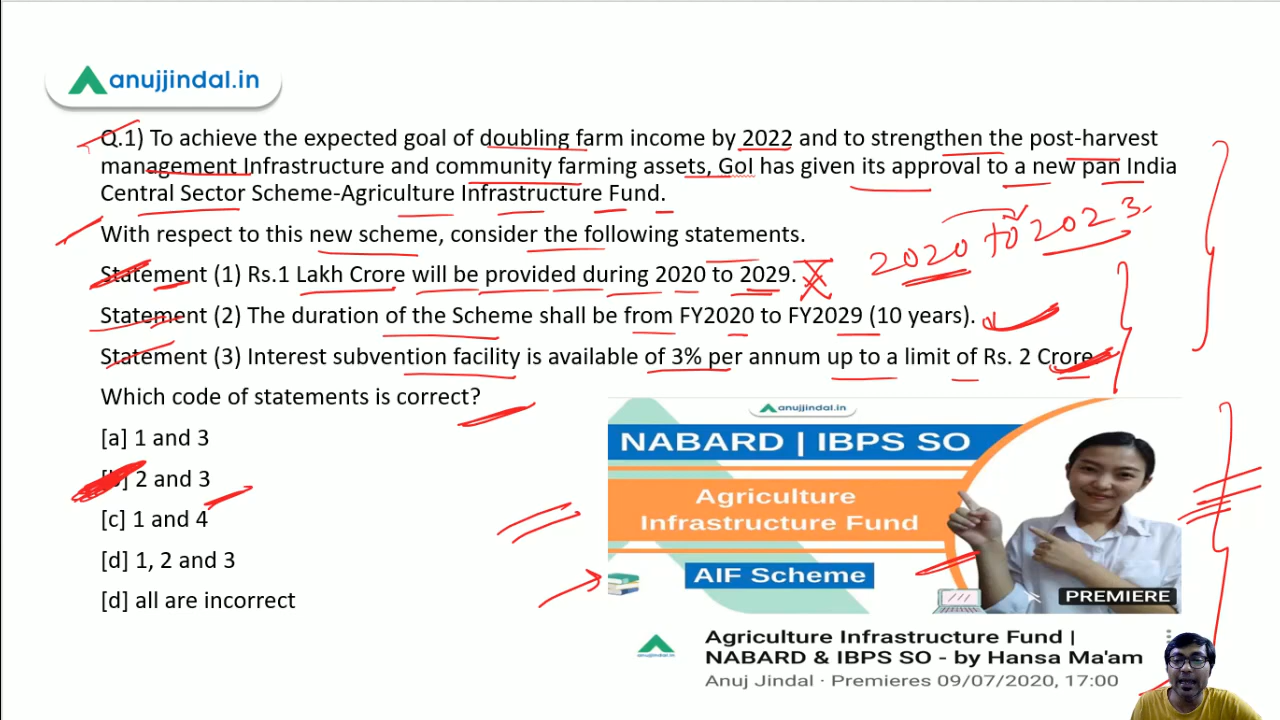 anujjindal.in
Q.1) To achieve the expected goal of doubling farm income by 2022 and to strengthen the post-harvest
management Infrastructure and community farming assets, GoI has given its approval to a new pan India
Central Sector Scheme-Agriculture Infrastructure Fund.
With respect to this new scheme, consider the following statements.
2020 to 2023.
Statement (1) Rs.1 Lakh Crore will be provided during 2020 to 2029.
Statement (2) The duration of the Scheme shall be from FY2020 to FY2029 (10 years).
Statement (3) Interest subvention facility is available of 3% per annum up to a limit of Rs. 2 Crore
Which code of statements is correct?
[a] 1 and 3
[b] 2 and 3
[c] 1 and 4
[d] 1, 2 and 3
[d] all are incorrect
anujjindal.in
NABARD | IBPS SO
Agriculture
Infrastructure Fund
AIF Scheme
PREMIERE
anujjindal.in
Agriculture Infrastructure Fund |
NABARD & IBPS SO - by Hansa Ma'am
Anuj Jindal · Premieres 09/07/2020, 17:00